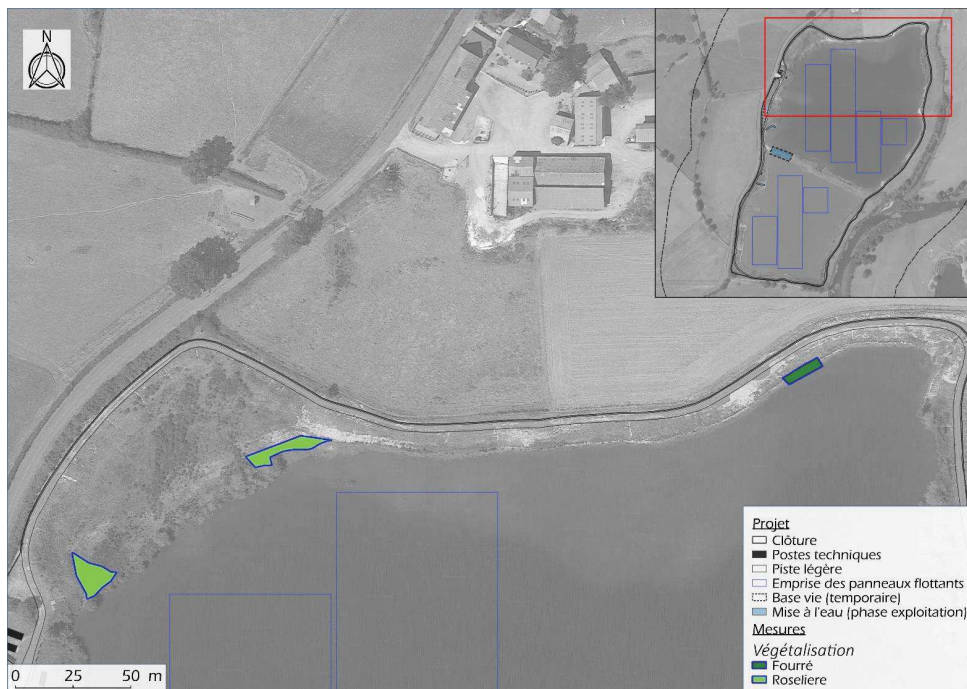 N
Projet
Clôture
Postes techniques
Piste légère
Emprise des panneaux flottants
Base vie (temporaire)
Mise à l'eau (phase exploitation)
Mesures
Végétalisation
Fourré
Roseliere
0 25 50 m